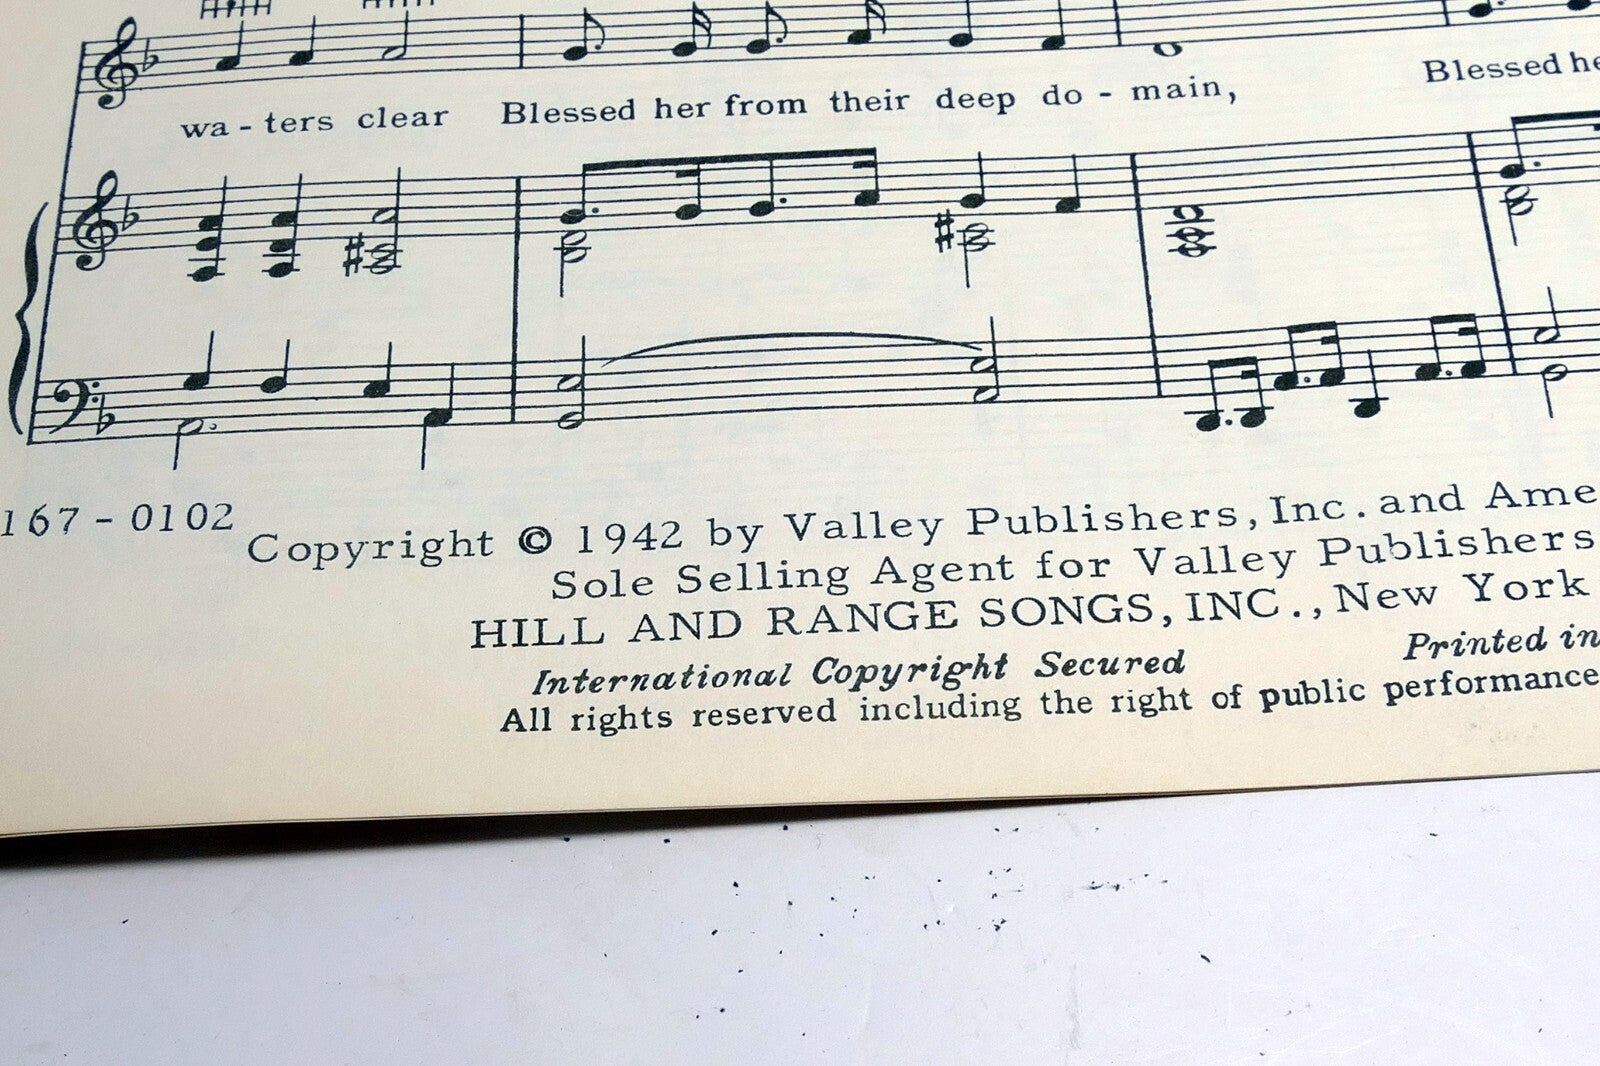 wa - ters clear Blessed her from their deep do - main, Blessed
167 - 0102
Copyright © 1942 by Valley Publishers, Inc. and
Sole Selling Agent for Valley Publishers
HILL AND RANGE SONGS, INC., New York
International Copyright Secured Printed in
All rights reserved including the right of public performance